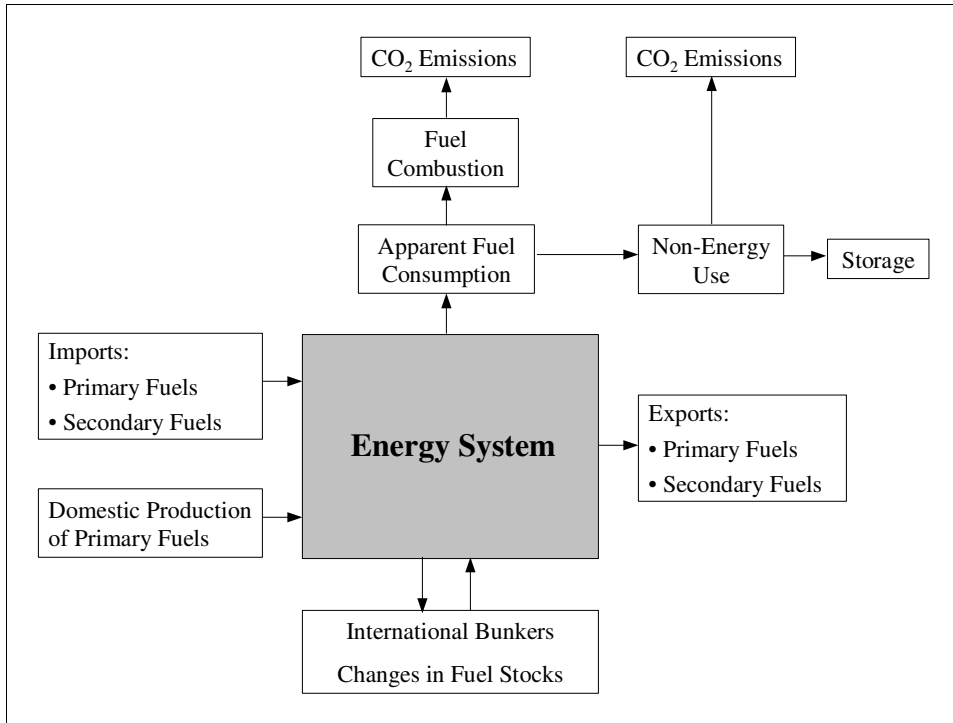 CO₂ Emissions
CO₂ Emissions
Fuel
Combustion
Apparent Fuel
Consumption
Non-Energy
Use
Storage
Imports:
• Primary Fuels
• Secondary Fuels
Energy System
Exports:
• Primary Fuels
• Secondary Fuels
Domestic Production
of Primary Fuels
International Bunkers
Changes in Fuel Stocks